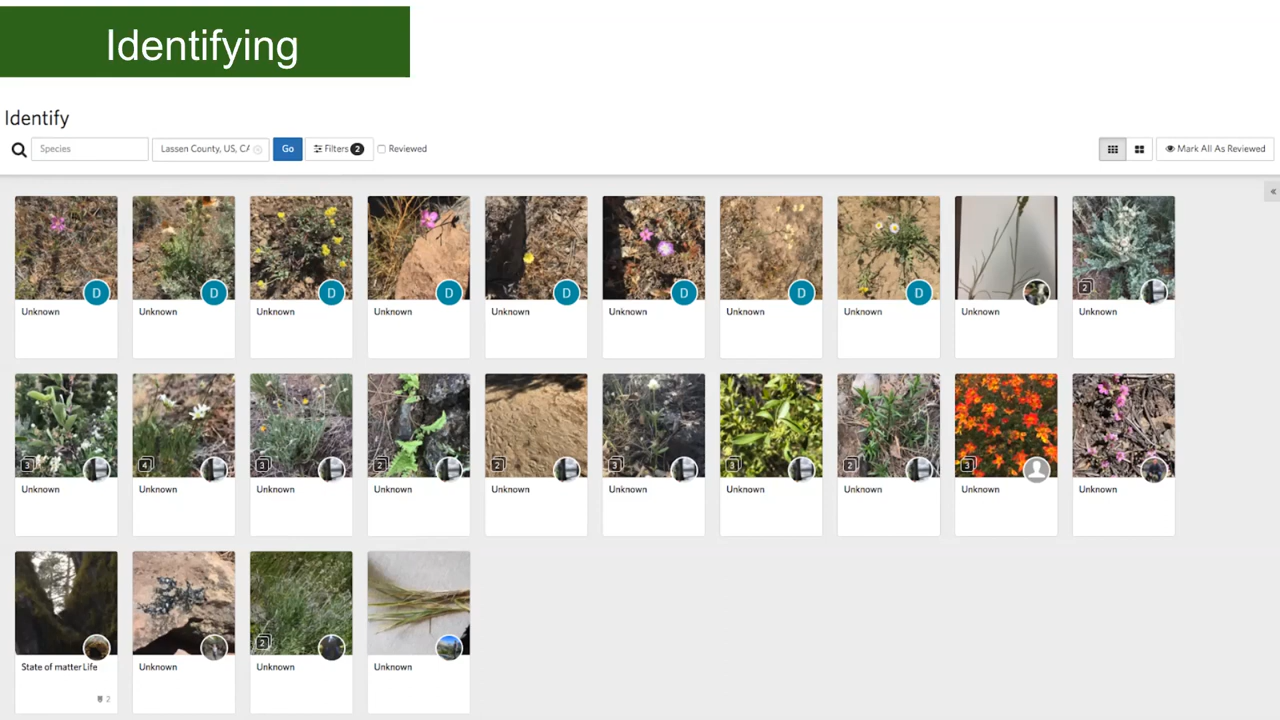 Identifying
Identify
Species
Lassen County, US, CA
Go
Filters 2
Reviewed
Mark All As Reviewed
D D D D D D D D 2
Unknown Unknown Unknown Unknown Unknown Unknown Unknown Unknown Unknown Unknown
3 4 3 2 2 3 3 2 3
Unknown Unknown Unknown Unknown Unknown Unknown Unknown Unknown Unknown Unknown
2
State of matter Life Unknown Unknown Unknown
2